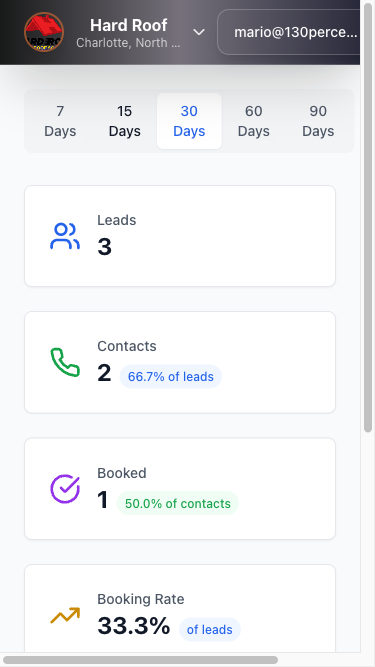 Hard Roof
Charlotte, North ...
mario@130perce...
7 Days
15 Days
30 Days
60 Days
90 Days
Leads
3
Contacts
2 66.7% of leads
Booked
1 50.0% of contacts
Booking Rate
33.3% of leads